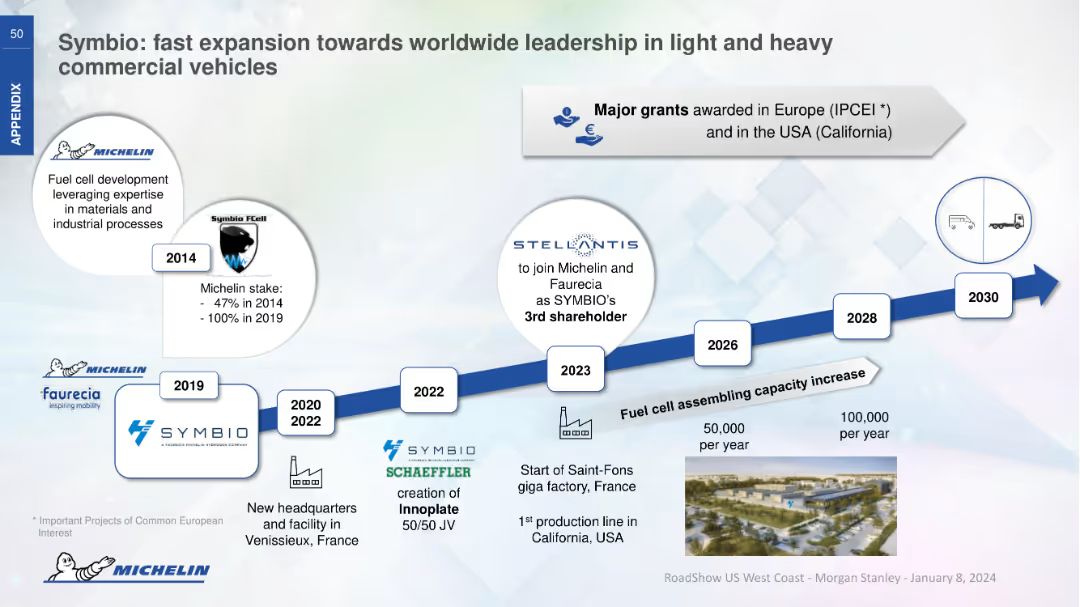 50
APPENDIX
Symbio: fast expansion towards worldwide leadership in light and heavy
commercial vehicles
Major grants awarded in Europe (IPCEI *)
and in the USA (California)
MICHELIN
Fuel cell development
leveraging expertise
in materials and
industrial processes
2014
Symbio FCell
Michelin stake:
- 47% in 2014
- 100% in 2019
STELLANTIS
to join Michelin and
Faurecia
as SYMBIO's
3rd shareholder
MICHELIN
faurecia
inspiring mobility
2019
SYMBIO
A FAURECIA MICHELIN HYDROGEN COMPANY
2020
2022
New headquarters
and facility in
Venissieux, France
2022
SYMBIO
SCHAEFFLER
creation of
Innoplate
50/50 JV
2023
Start of Saint-Fons
giga factory, France
1st production line in
California, USA
2026
2028
2030
Fuel cell assembling capacity increase
50,000
per year
100,000
per year
* Important Projects of Common European
Interest
MICHELIN
RoadShow US West Coast - Morgan Stanley - January 8, 2024